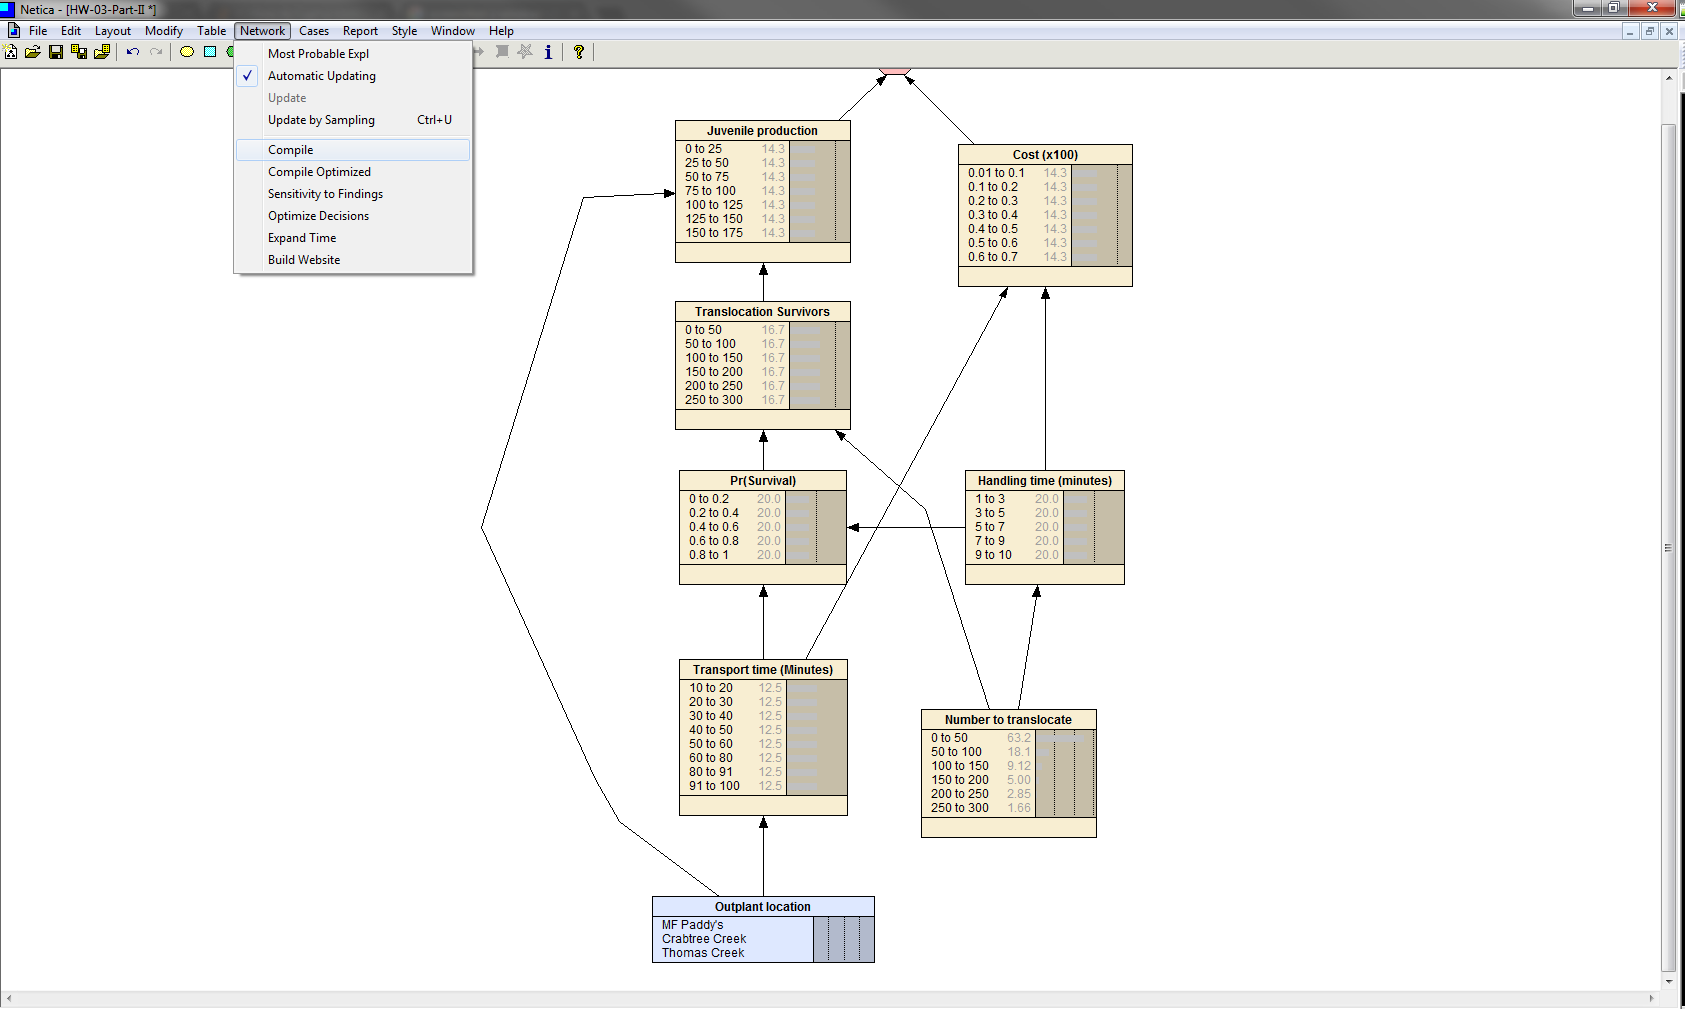 Netica - [HW-03-Part-II *]
File Edit Layout Modify Table Network Cases Report Style Window Help
Most Probable Expl
Automatic Updating
Update
Update by Sampling Ctrl+U
Compile
Compile Optimized
Sensitivity to Findings
Optimize Decisions
Expand Time
Build Website
Juvenile production
0 to 25 14.3
25 to 50 14.3
50 to 75 14.3
75 to 100 14.3
100 to 125 14.3
125 to 150 14.3
150 to 175 14.3
Cost (x100)
0.01 to 0.1 14.3
0.1 to 0.2 14.3
0.2 to 0.3 14.3
0.3 to 0.4 14.3
0.4 to 0.5 14.3
0.5 to 0.6 14.3
0.6 to 0.7 14.3
Translocation Survivors
0 to 50 16.7
50 to 100 16.7
100 to 150 16.7
150 to 200 16.7
200 to 250 16.7
250 to 300 16.7
Pr(Survival)
0 to 0.2 20.0
0.2 to 0.4 20.0
0.4 to 0.6 20.0
0.6 to 0.8 20.0
0.8 to 1 20.0
Handling time (minutes)
1 to 3 20.0
3 to 5 20.0
5 to 7 20.0
7 to 9 20.0
9 to 10 20.0
Transport time (Minutes)
10 to 20 12.5
20 to 30 12.5
30 to 40 12.5
40 to 50 12.5
50 to 60 12.5
60 to 80 12.5
80 to 91 12.5
91 to 100 12.5
Number to translocate
0 to 50 63.2
50 to 100 18.1
100 to 150 9.12
150 to 200 5.00
200 to 250 2.85
250 to 300 1.66
Outplant location
MF Paddy's
Crabtree Creek
Thomas Creek